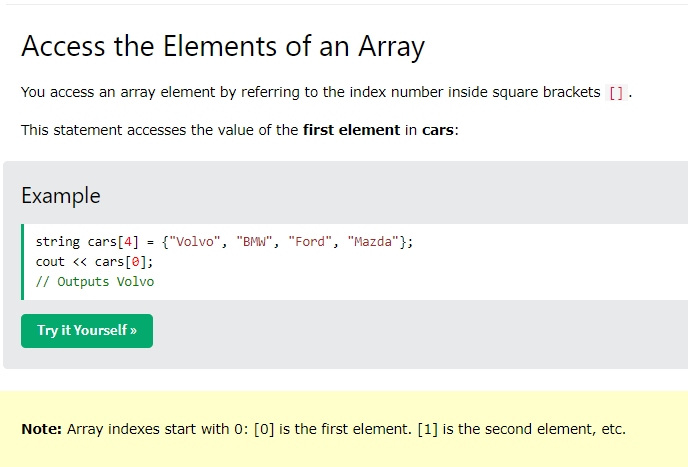 Access the Elements of an Array
You access an array element by referring to the index number inside square brackets [].
This statement accesses the value of the first element in cars:
Example
string cars[4] = {"Volvo", "BMW", "Ford", "Mazda"};
cout << cars[0];
// Outputs Volvo
Try it Yourself »
Note: Array indexes start with 0: [0] is the first element. [1] is the second element, etc.